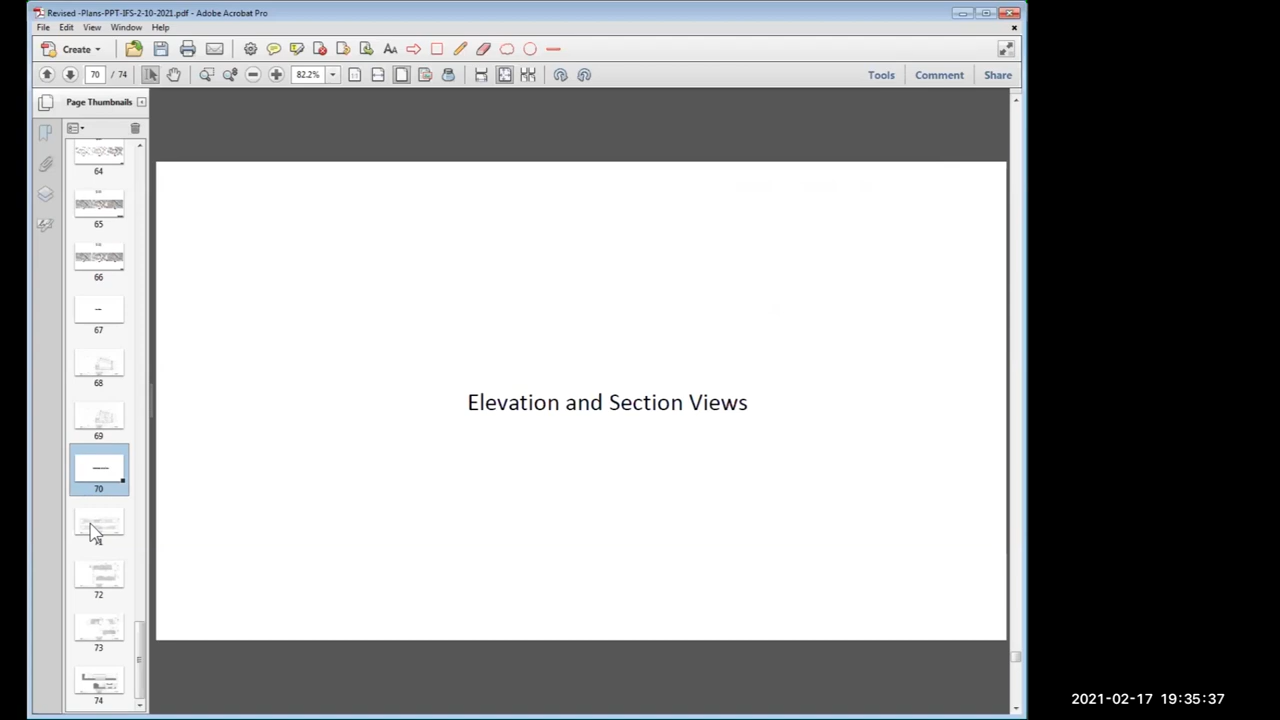 Revised -Plans-PPT-IFS-2-10-2021.pdf - Adobe Acrobat Pro
File Edit View Window Help
Create
70 / 74 82.2% Tools Comment Share
Page Thumbnails
64
65
66
67
68
69
70
71
72
73
74
Elevation and Section Views
2021-02-17 19:35:37